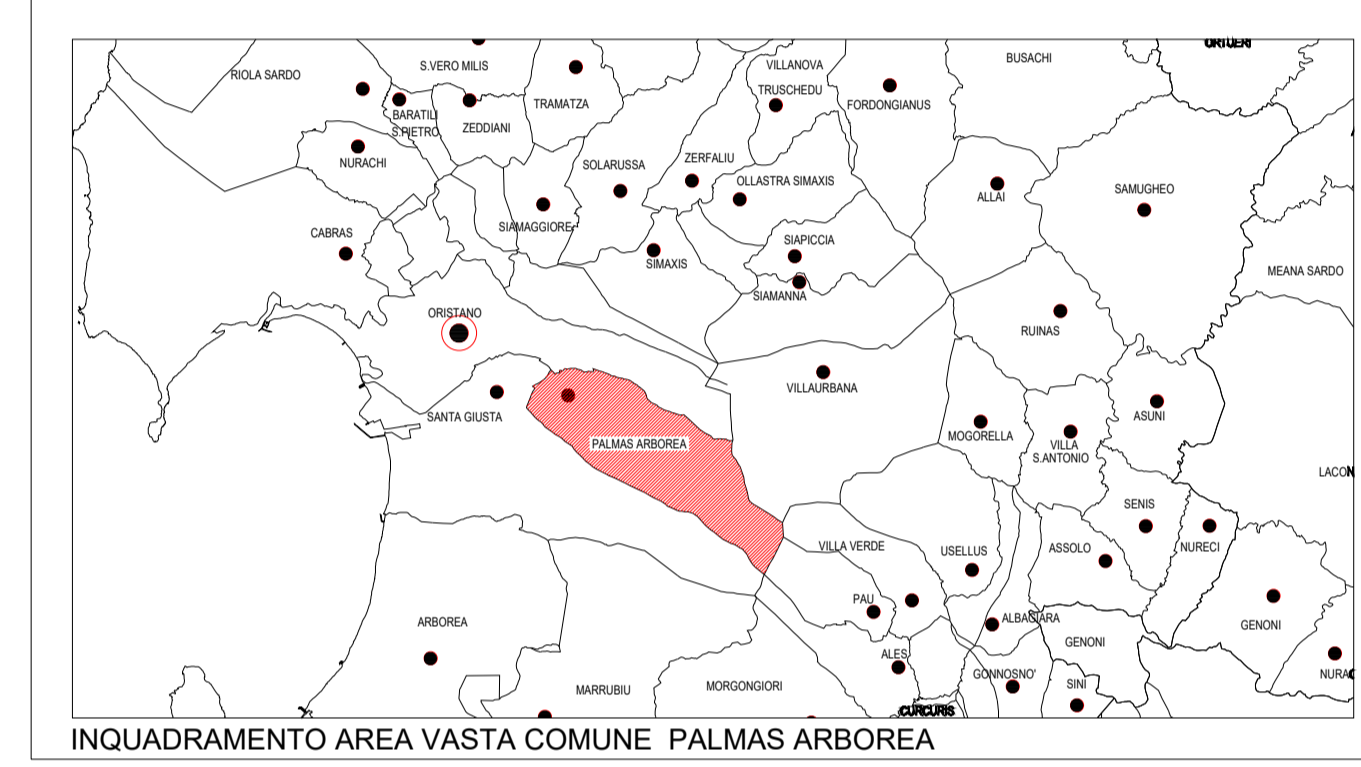 URTUERI
BUSACHI
S.VERO MILIS
VILLANOVA
TRUSCHEDU
RIOLA SARDO
TRAMATZA
FORDONGIANUS
BARATILI
S.PIETRO
ZEDDIANI
NURACHI
SOLARUSSA
ZERFALIU
OLLASTRA SIMAXIS
ALLAI
SAMUGHEO
SIAMAGGIORE
CABRAS
SIAPICCIA
SIMAXIS
MEANA SARDO
SIAMANNA
ORISTANO
RUINAS
VILLAURBANA
SANTA GIUSTA
ASUNI
PALMAS ARBOREA
MOGORELLA
VILLA
S.ANTONIO
LACON
SENIS
VILLA VERDE
USELLUS
ASSOLO
NURECI
PAU
ALBAGIARA
ARBOREA
GENONI
GENONI
ALES
GONNOSNO'
SINI
NURA
MARRUBIU
MORGONGIORI
CURCURIS
INQUADRAMENTO AREA VASTA COMUNE PALMAS ARBOREA